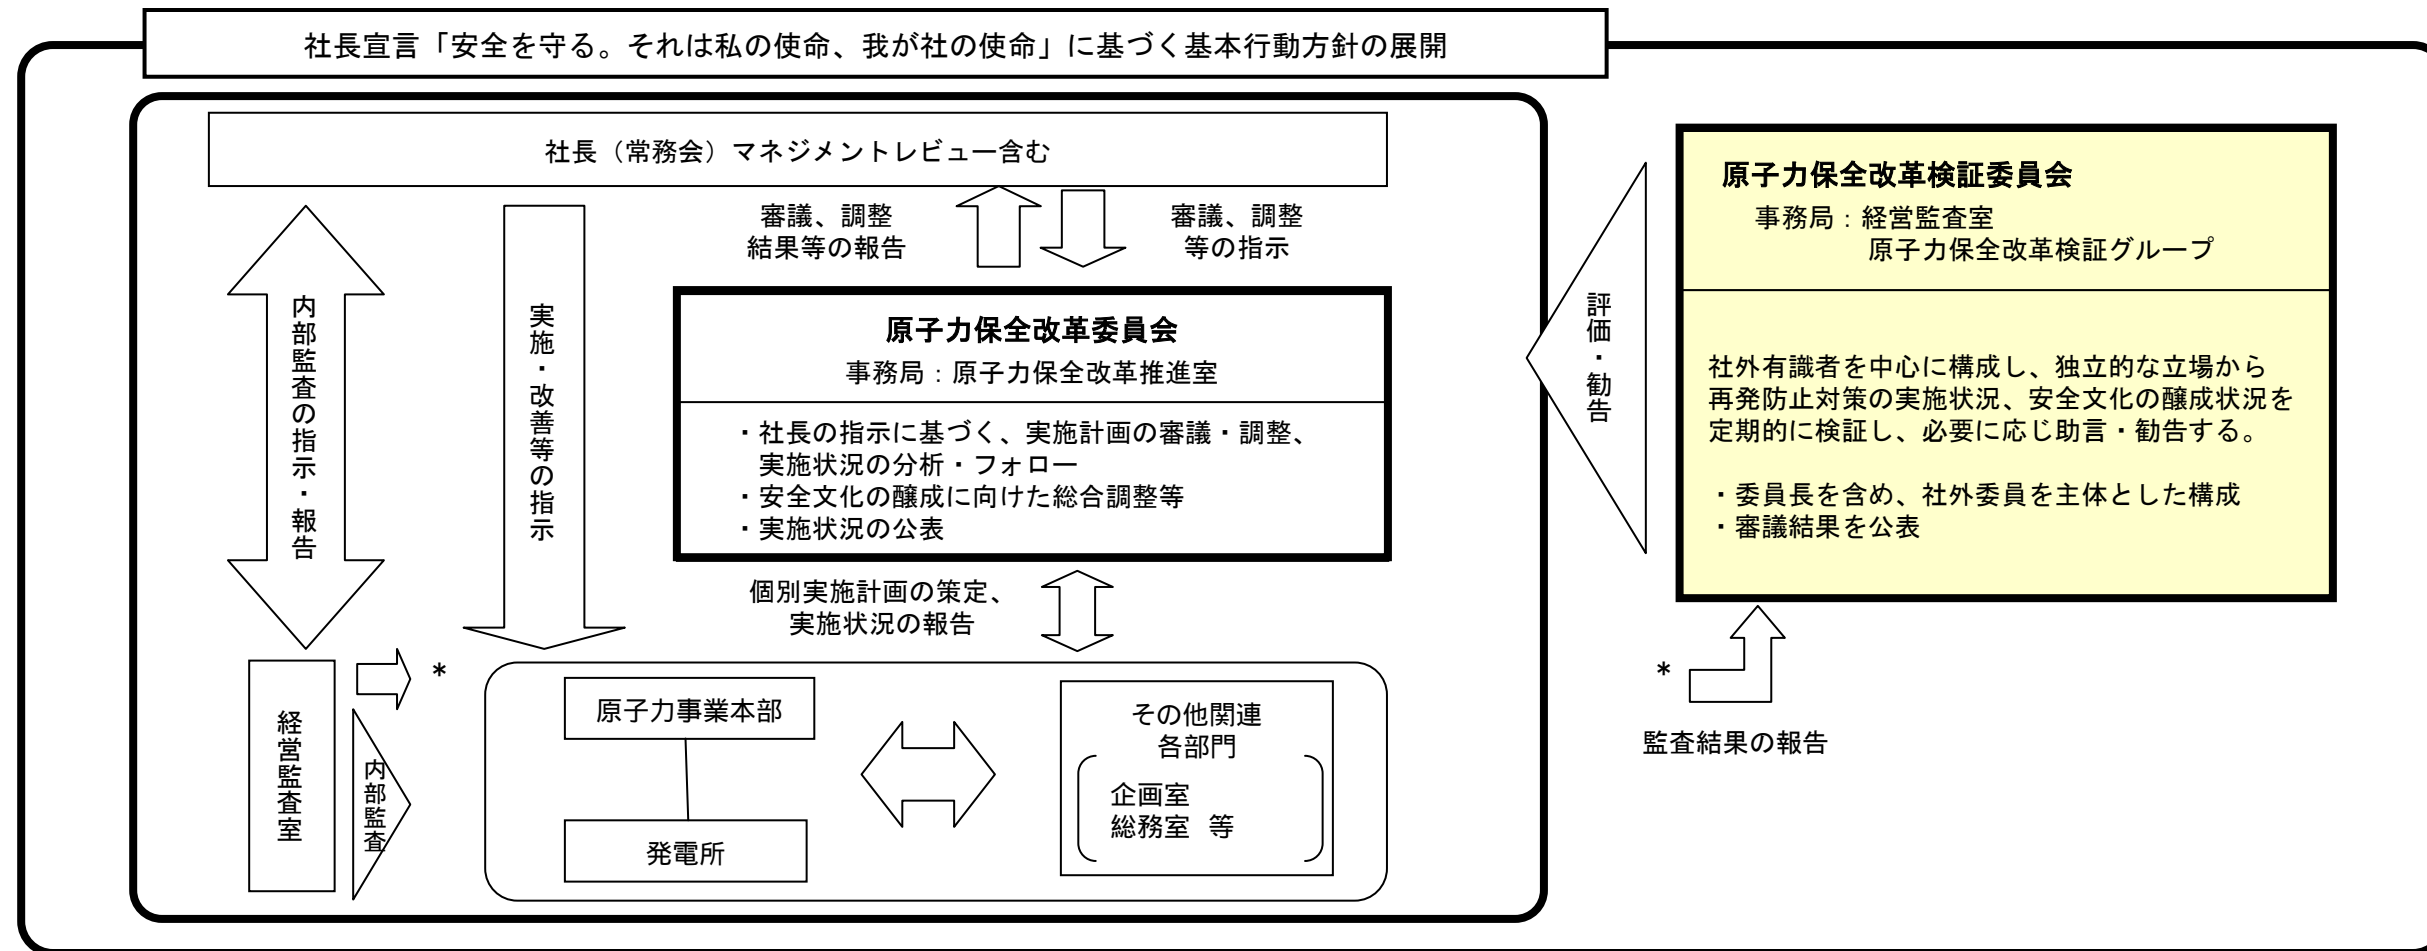 社長宣言「安全を守る。それは私の使命、我が社の使命」に基づく基本行動方針の展開
社長（常務会）マネジメントレビュー含む
審議、調整
結果等の報告
審議、調整
等の指示
内部監査の指示・報告
実施・改善等の指示
原子力保全改革委員会
事務局：原子力保全改革推進室
・社長の指示に基づく、実施計画の審議・調整、
実施状況の分析・フォロー
・安全文化の醸成に向けた総合調整等
・実施状況の公表
個別実施計画の策定、
実施状況の報告
経営監査室
*
内部監査
原子力事業本部
発電所
その他関連
各部門
企画室
総務室 等
評価・勧告
原子力保全改革検証委員会
事務局：経営監査室
原子力保全改革検証グループ
社外有識者を中心に構成し、独立的な立場から
再発防止対策の実施状況、安全文化の醸成状況を
定期的に検証し、必要に応じ助言・勧告する。
・委員長を含め、社外委員を主体とした構成
・審議結果を公表
*
監査結果の報告